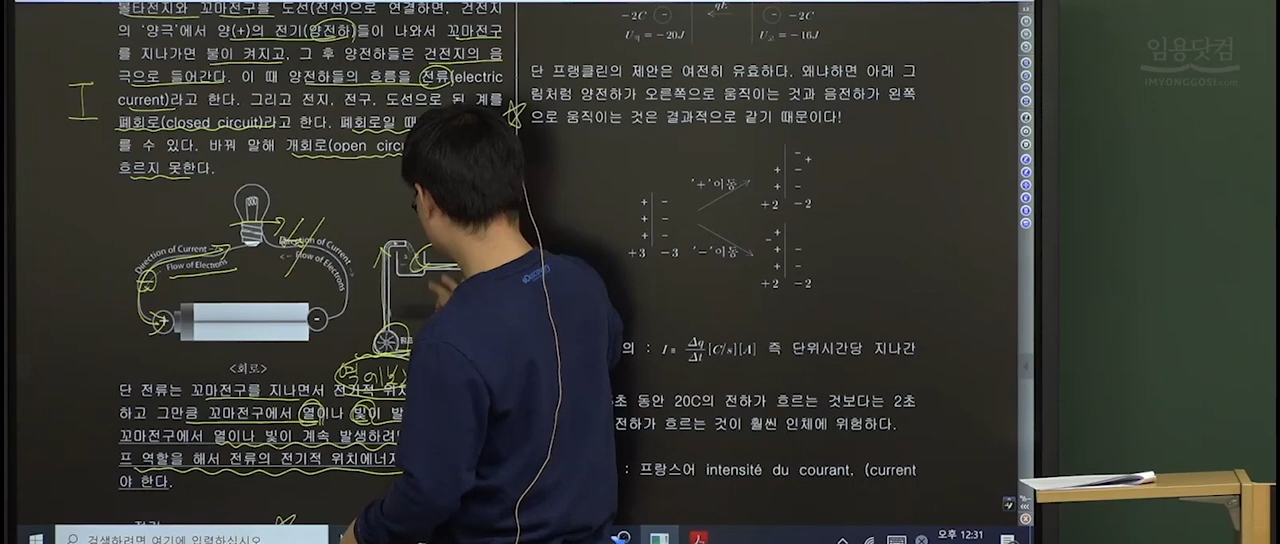 볼타전지와 꼬마전구를 도선(전선)으로 연결하면, 건전지
의 '양극'에서 양(+)의 전기(양전하)들이 나와서 꼬마전구
를 지나가면 불이 켜지고, 그 후 양전하들은 건전지의 음
극으로 들어간다. 이 때 양전하들의 흐름을 전류(electric
current)라고 한다. 그리고 전지, 전구, 도선으로 된 계를
폐회로(closed circuit)라고 한다. 폐회로일 때
를 수 있다. 바꿔 말해 개회로(open circu
흐르지 못한다.
I
Direction of Current
Flow of Electrons
Direction of Current
Flow of Electrons
+
-
<회로>
단 전류는 꼬마전구를 지나면서 전기적 위치
하고 그만큼 꼬마전구에서 열이나 빛이 발
꼬마전구에서 열이나 빛이 계속 발생하려
프 역할을 해서 전류의 전기적 위치에너지
야 한다.
-2C - qE - -2C
= -20J = -16J
단 프랭클린의 제안은 여전히 유효하다. 왜냐하면 아래 그
림처럼 양전하가 오른쪽으로 움직이는 것과 음전하가 왼쪽
으로 움직이는 것은 결과적으로 같기 때문이다!
'+'이동
+2 -2
+3 -3
'-'이동
+2 -2
의 : I ≡ Δq/Δt [C/s][A] 즉 단위시간당 지나간
초 동안 20C의 전하가 흐르는 것보다는 2초
전하가 흐르는 것이 훨씬 인체에 위험하다.
: 프랑스어 intensité du courant, (current
검색하려면 여기에 입력하십시오
오후 12:31
임용닷컴
IMYONGGOSI.com